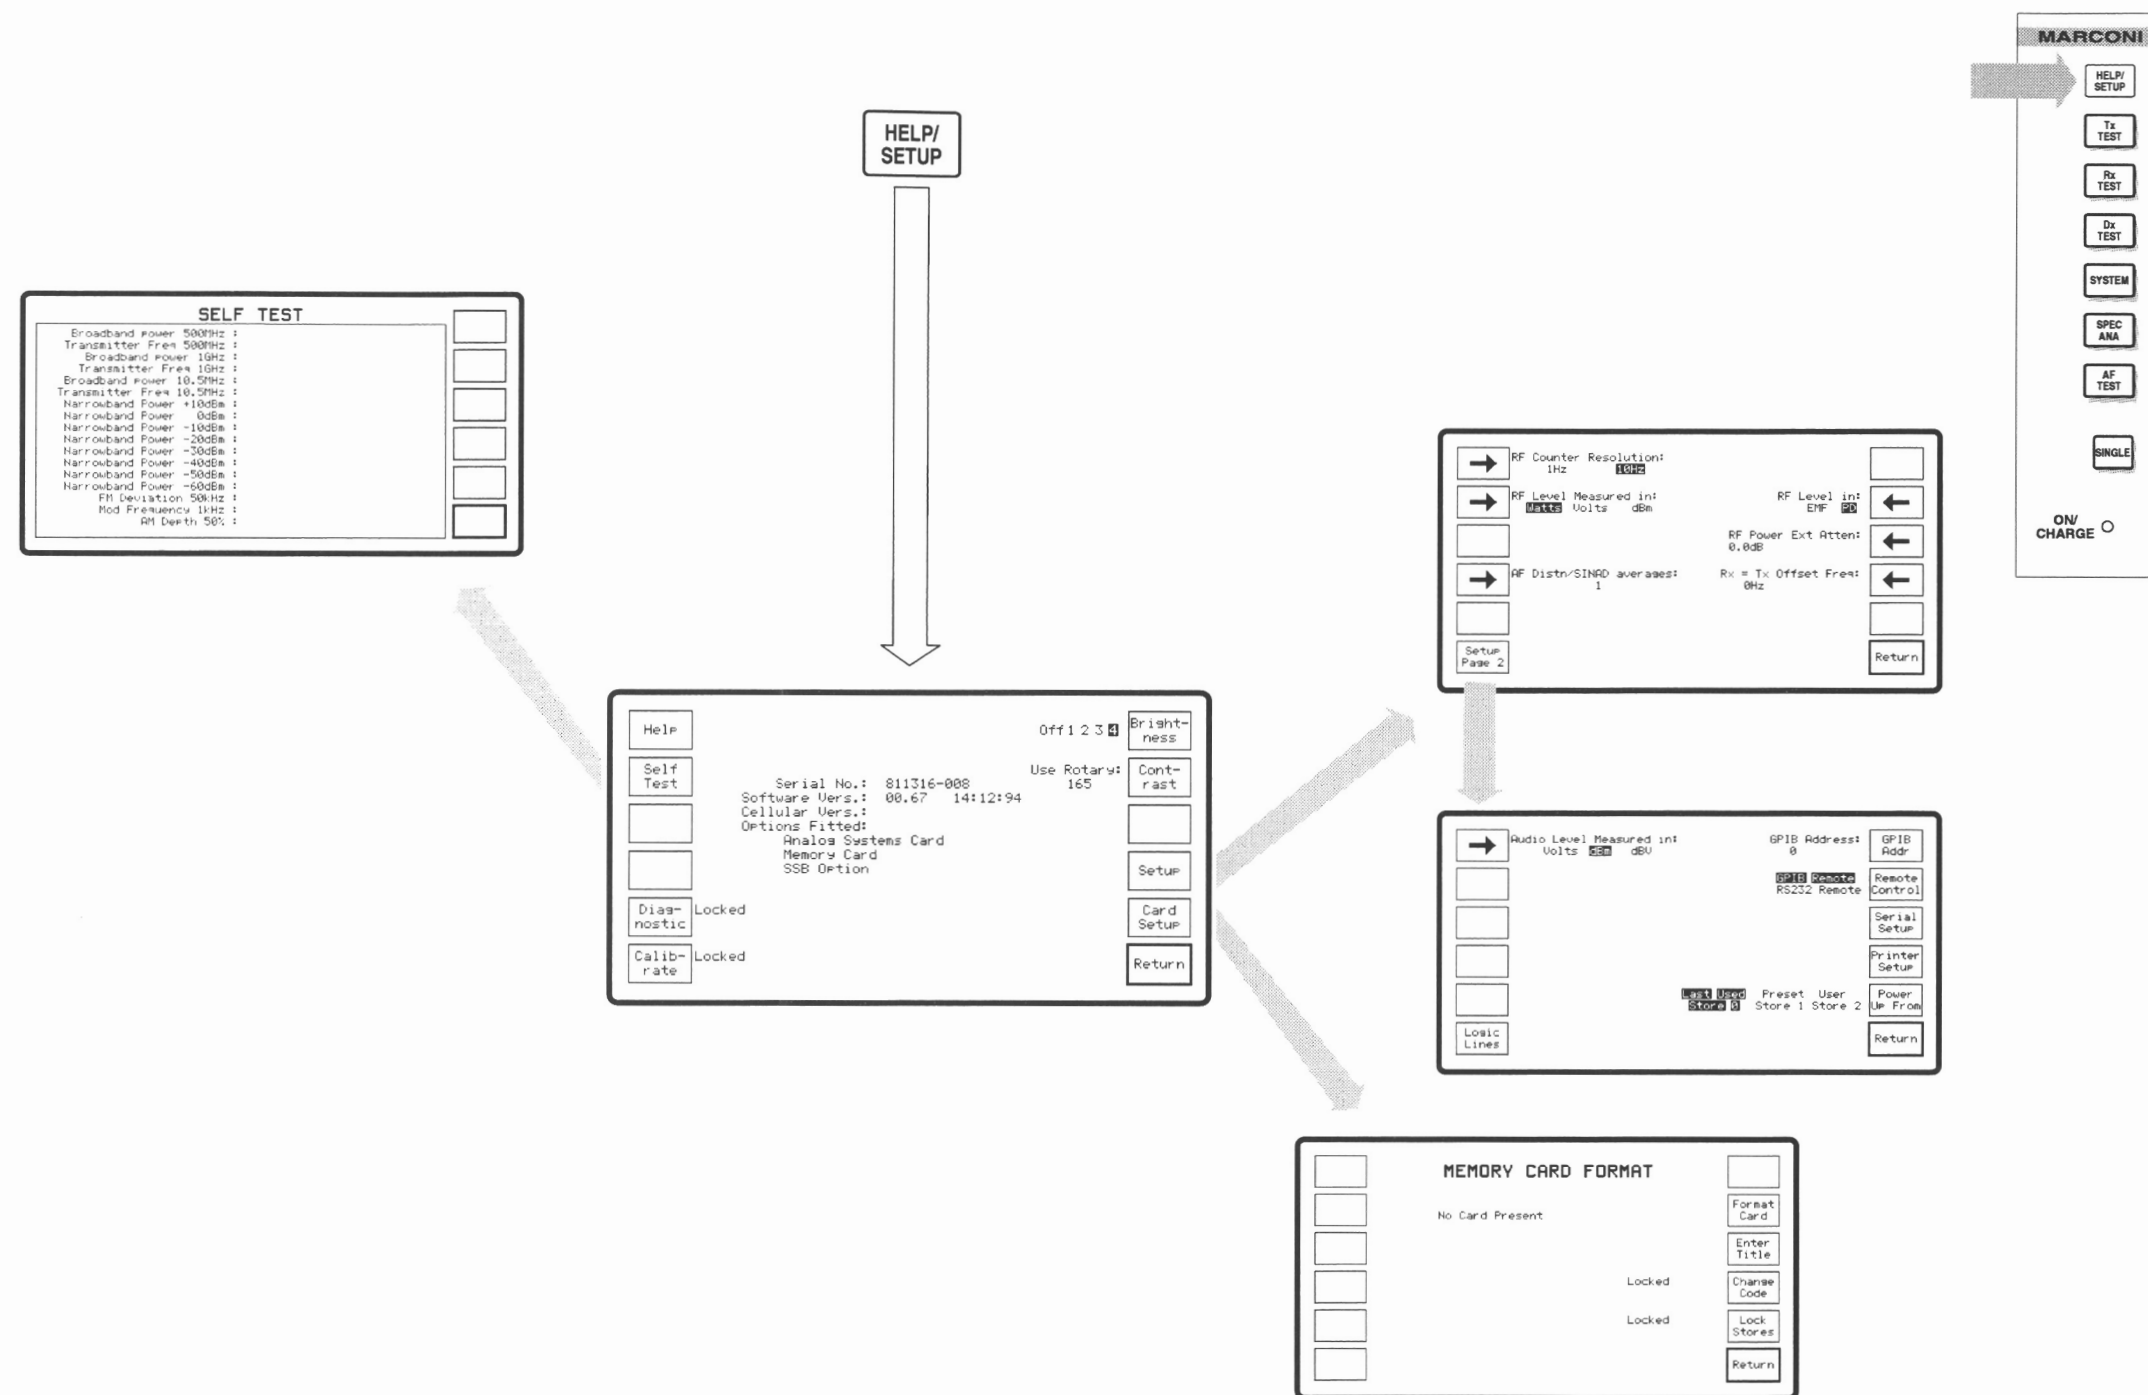 MARCONI
HELP/
SETUP
Tx
TEST
Rx
TEST
Dx
TEST
SYSTEM
SPEC
ANA
AF
TEST
SINGLE
ON/
CHARGE
HELP/
SETUP
SELF TEST
Broadband power 500MHz :
Transmitter Freq 500MHz :
Broadband power 1GHz :
Transmitter Freq 1GHz :
Broadband power 10.5MHz :
Transmitter Freq 10.5MHz :
Narrowband Power +10dBm :
Narrowband Power 0dBm :
Narrowband Power -10dBm :
Narrowband Power -20dBm :
Narrowband Power -30dBm :
Narrowband Power -40dBm :
Narrowband Power -50dBm :
Narrowband Power -60dBm :
FM Deviation 50kHz :
Mod Frequency 1kHz :
AM Depth 50% :
Help
Off 1 2 3 4
Bright-
ness
Self
Test
Use Rotary:
165
Cont-
rast
Serial No.: 811316-008
Software Vers.: 00.67 14:12:94
Cellular Vers.:
Options Fitted:
Analog Systems Card
Memory Card
SSB Option
Setup
Diag-
nostic
Locked
Card
Setup
Calib-
rate
Locked
Return
RF Counter Resolution:
1Hz 10Hz
RF Level Measured in:
Watts Volts dBm
RF Level in:
EMF PD
RF Power Ext Atten:
0.0dB
AF Distn/SINAD averages:
1
Rx = Tx Offset Freq:
0Hz
Setup
Page 2
Return
Audio Level Measured in:
Volts dBm dBV
GPIB Address:
0
GPIB
Addr
GPIB Remote
RS232 Remote
Remote
Control
Serial
Setup
Printer
Setup
Last Used Preset User
Store 0 Store 1 Store 2
Power
Up From
Logic
Lines
Return
MEMORY CARD FORMAT
No Card Present
Format
Card
Enter
Title
Locked
Change
Code
Locked
Lock
Stores
Return